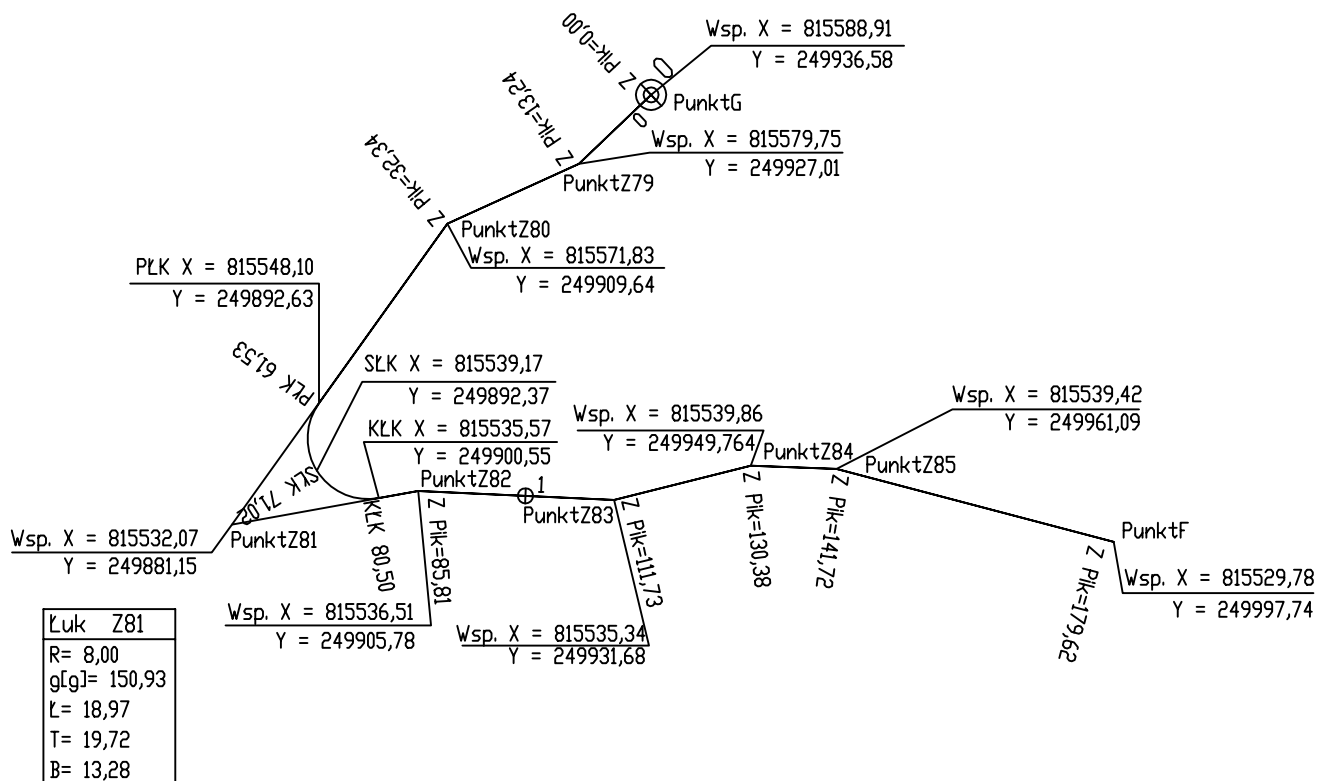 Wsp. X = 815588,91
Y = 249936,58
Z Pik=0,00
PunktG
Z Pik=13,24
Wsp. X = 815579,75
Y = 249927,01
PunktZ79
Z Pik=32,34
PunktZ80
Wsp. X = 815571,83
Y = 249909,64
PŁK X = 815548,10
Y = 249892,63
PŁK 61,53
SŁK X = 815539,17
Y = 249892,37
KŁK X = 815535,57
Y = 249900,55
Wsp. X = 815539,86
Y = 249949,764
Wsp. X = 815539,42
Y = 249961,09
PunktZ84
PunktZ85
SŁK 71,02
PunktZ82
1
PunktZ83
KŁK 80,50
Z Pik=85,81
Z Pik=111,73
Z Pik=130,38
Z Pik=141,72
PunktF
Z Pik=179,62
Wsp. X = 815532,07
Y = 249881,15
PunktZ81
Wsp. X = 815529,78
Y = 249997,74
Wsp. X = 815536,51
Y = 249905,78
Wsp. X = 815535,34
Y = 249931,68
Łuk Z81
R= 8,00
g[g]= 150,93
Ł= 18,97
T= 19,72
B= 13,28